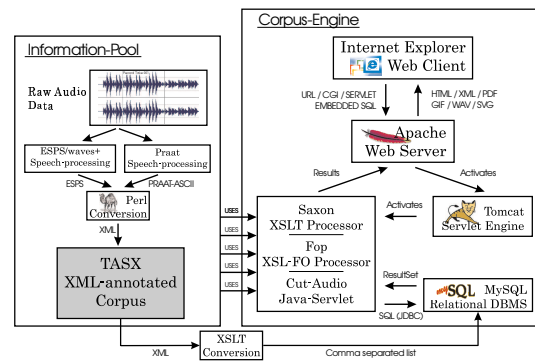 Corpus-Engine
Information-Pool
Raw Audio
Data
ESPS/waves+
Speech-processing
Praat
Speech-processing
ESPS
PRAAT-ASCII
Perl
Conversion
XML
TASX
XML-annotated
Corpus
XML
XSLT
Conversion
Comma separated list
Internet Explorer
Web Client
URL / CGI / SERVLET
EMBEDDED SQL
HTML / XML / PDF
GIF / WAV / SVG
Apache
Web Server
Results
Activates
USES
USES
USES
USES
Saxon
XSLT Processor
Fop
XSL-FO Processor
Cut-Audio
Java-Servlet
Activates
Tomcat
Servlet Engine
ResultSet
SQL (JDBC)
MySQL MySQL
Relational DBMS